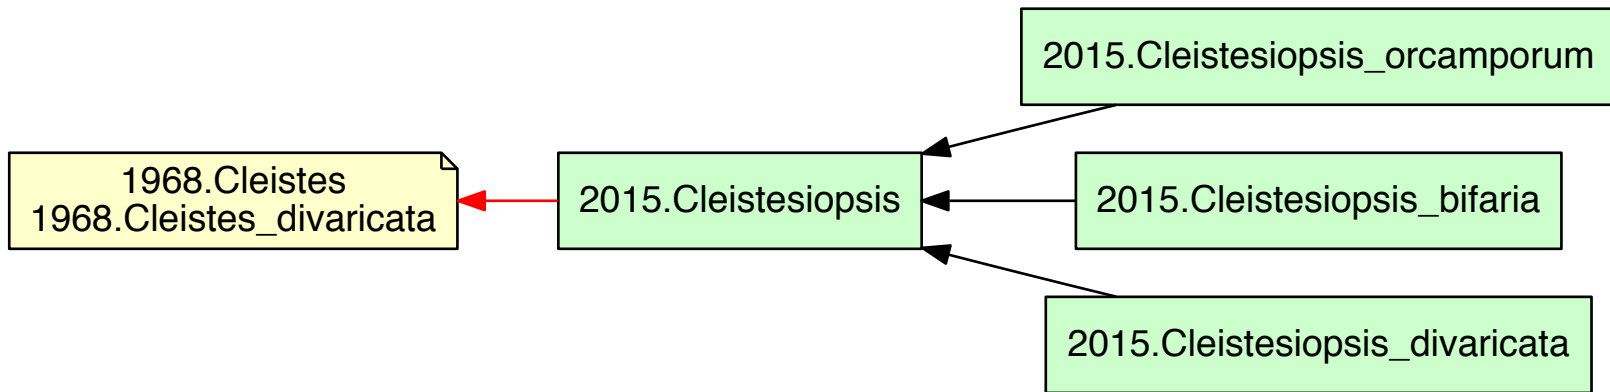 2015.Cleistesiopsis_orcamporum
1968.Cleistes
1968.Cleistes_divaricata
2015.Cleistesiopsis
2015.Cleistesiopsis_bifaria
2015.Cleistesiopsis_divaricata